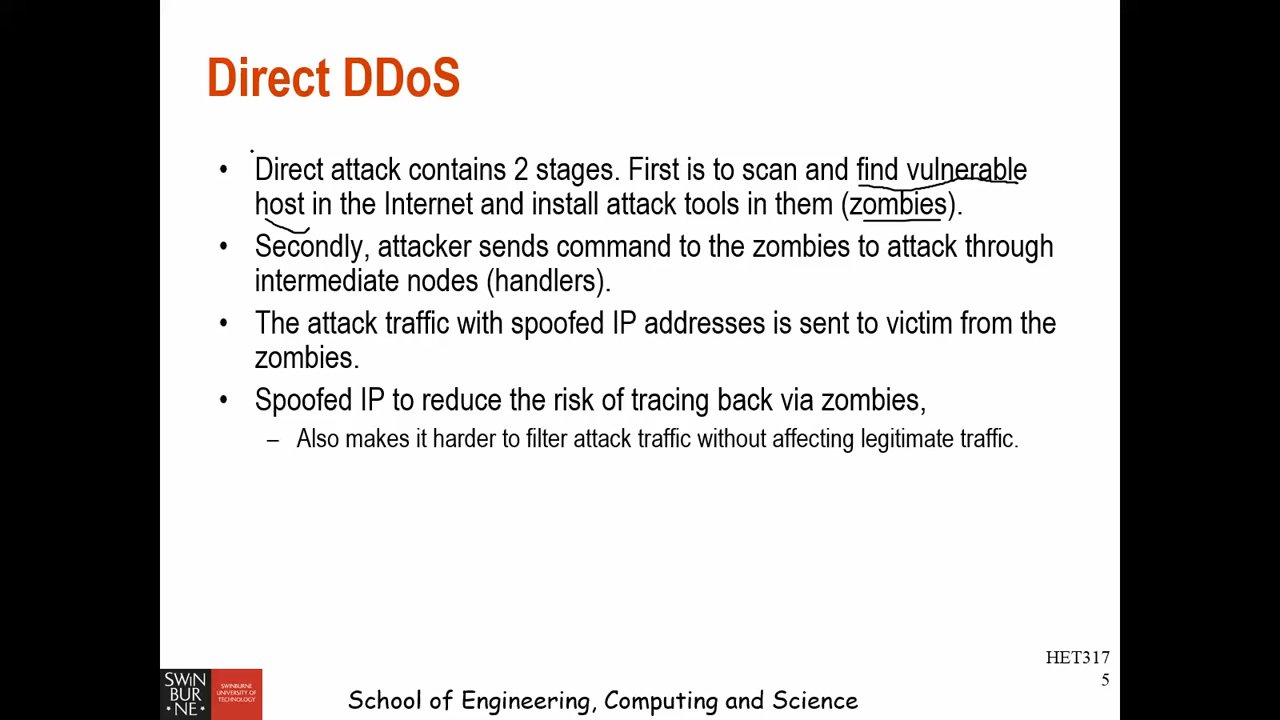 Direct DDoS
• Direct attack contains 2 stages. First is to scan and find vulnerable
host in the Internet and install attack tools in them (zombies).
• Secondly, attacker sends command to the zombies to attack through
intermediate nodes (handlers).
• The attack traffic with spoofed IP addresses is sent to victim from the
zombies.
• Spoofed IP to reduce the risk of tracing back via zombies,
– Also makes it harder to filter attack traffic without affecting legitimate traffic.
HET317
5
SWIN
BUR
NE
SWINBURNE
UNIVERSITY OF
TECHNOLOGY
School of Engineering, Computing and Science